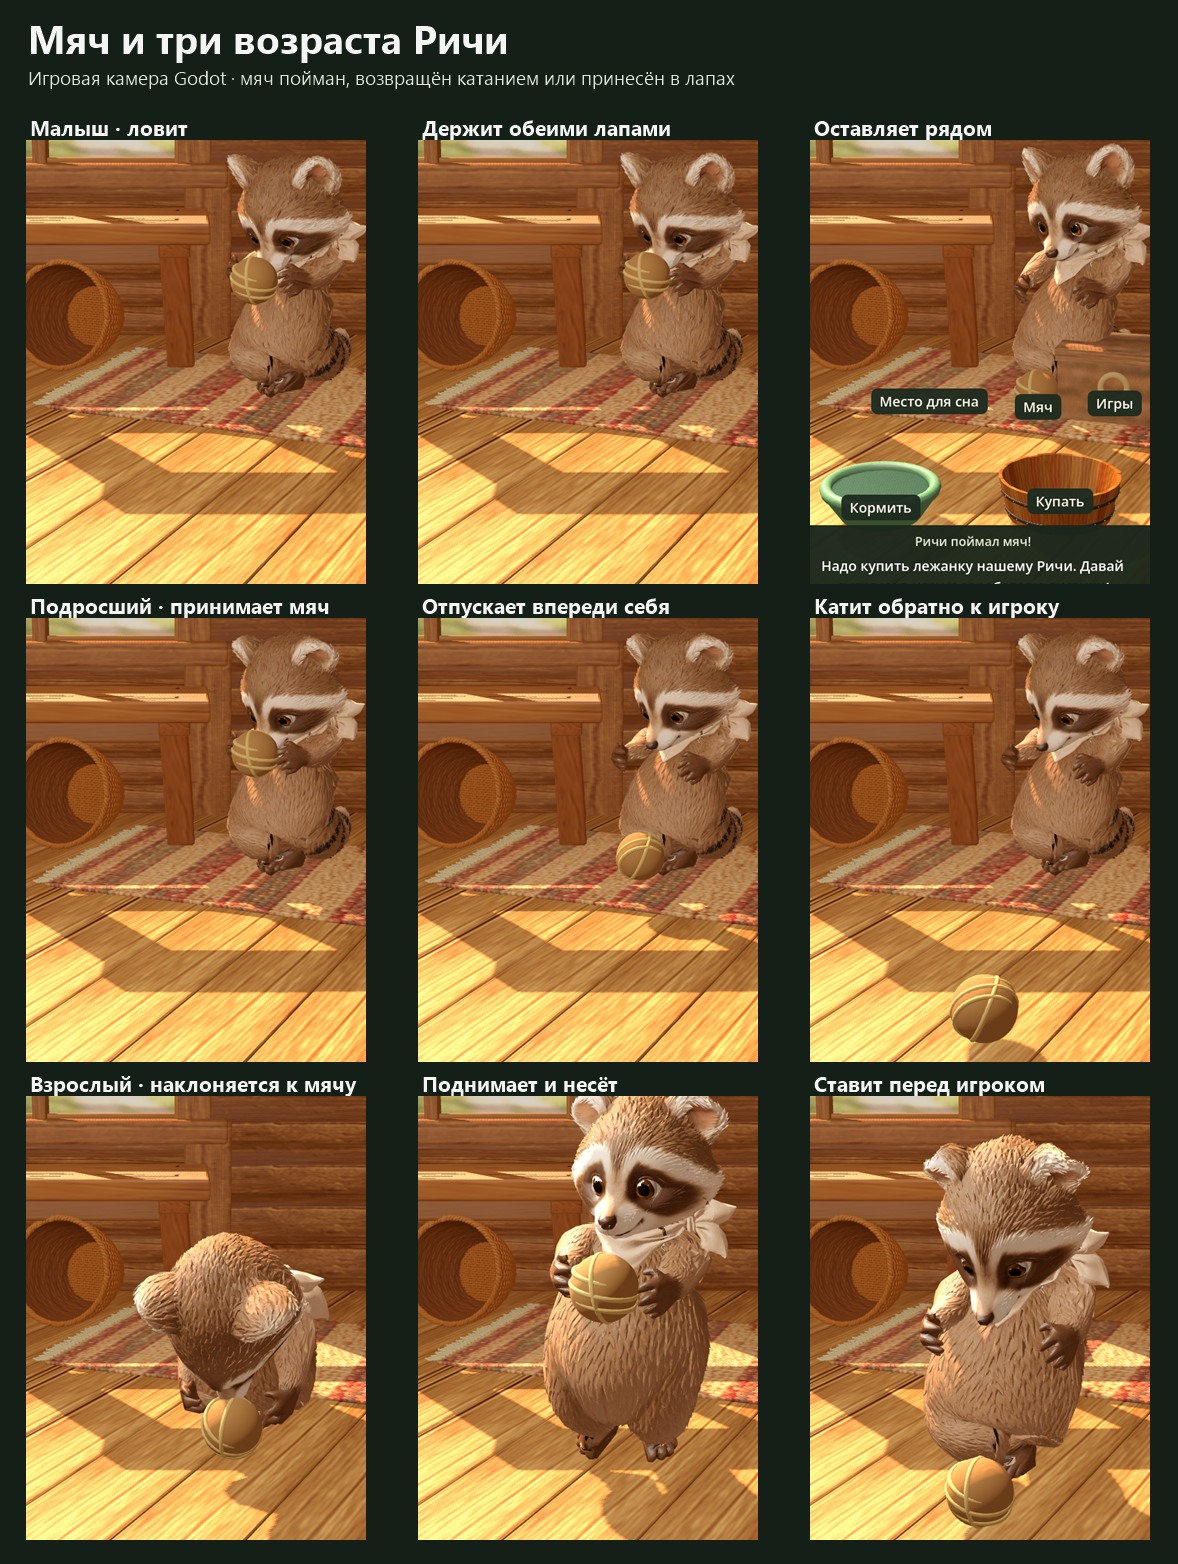 Мяч и три возраста Ричи
Игровая камера Godot · мяч пойман, возвращён катанием или принесён в лапах
Малыш · ловит
Держит обеими лапами
Оставляет рядом
Место для сна
Мяч
Игры
Кормить
Купать
Ричи поймал мяч!
Надо купить лежанку нашему Ричи. Давай
Подросший · принимает мяч
Отпускает впереди себя
Катит обратно к игроку
Взрослый · наклоняется к мячу
Поднимает и несёт
Ставит перед игроком